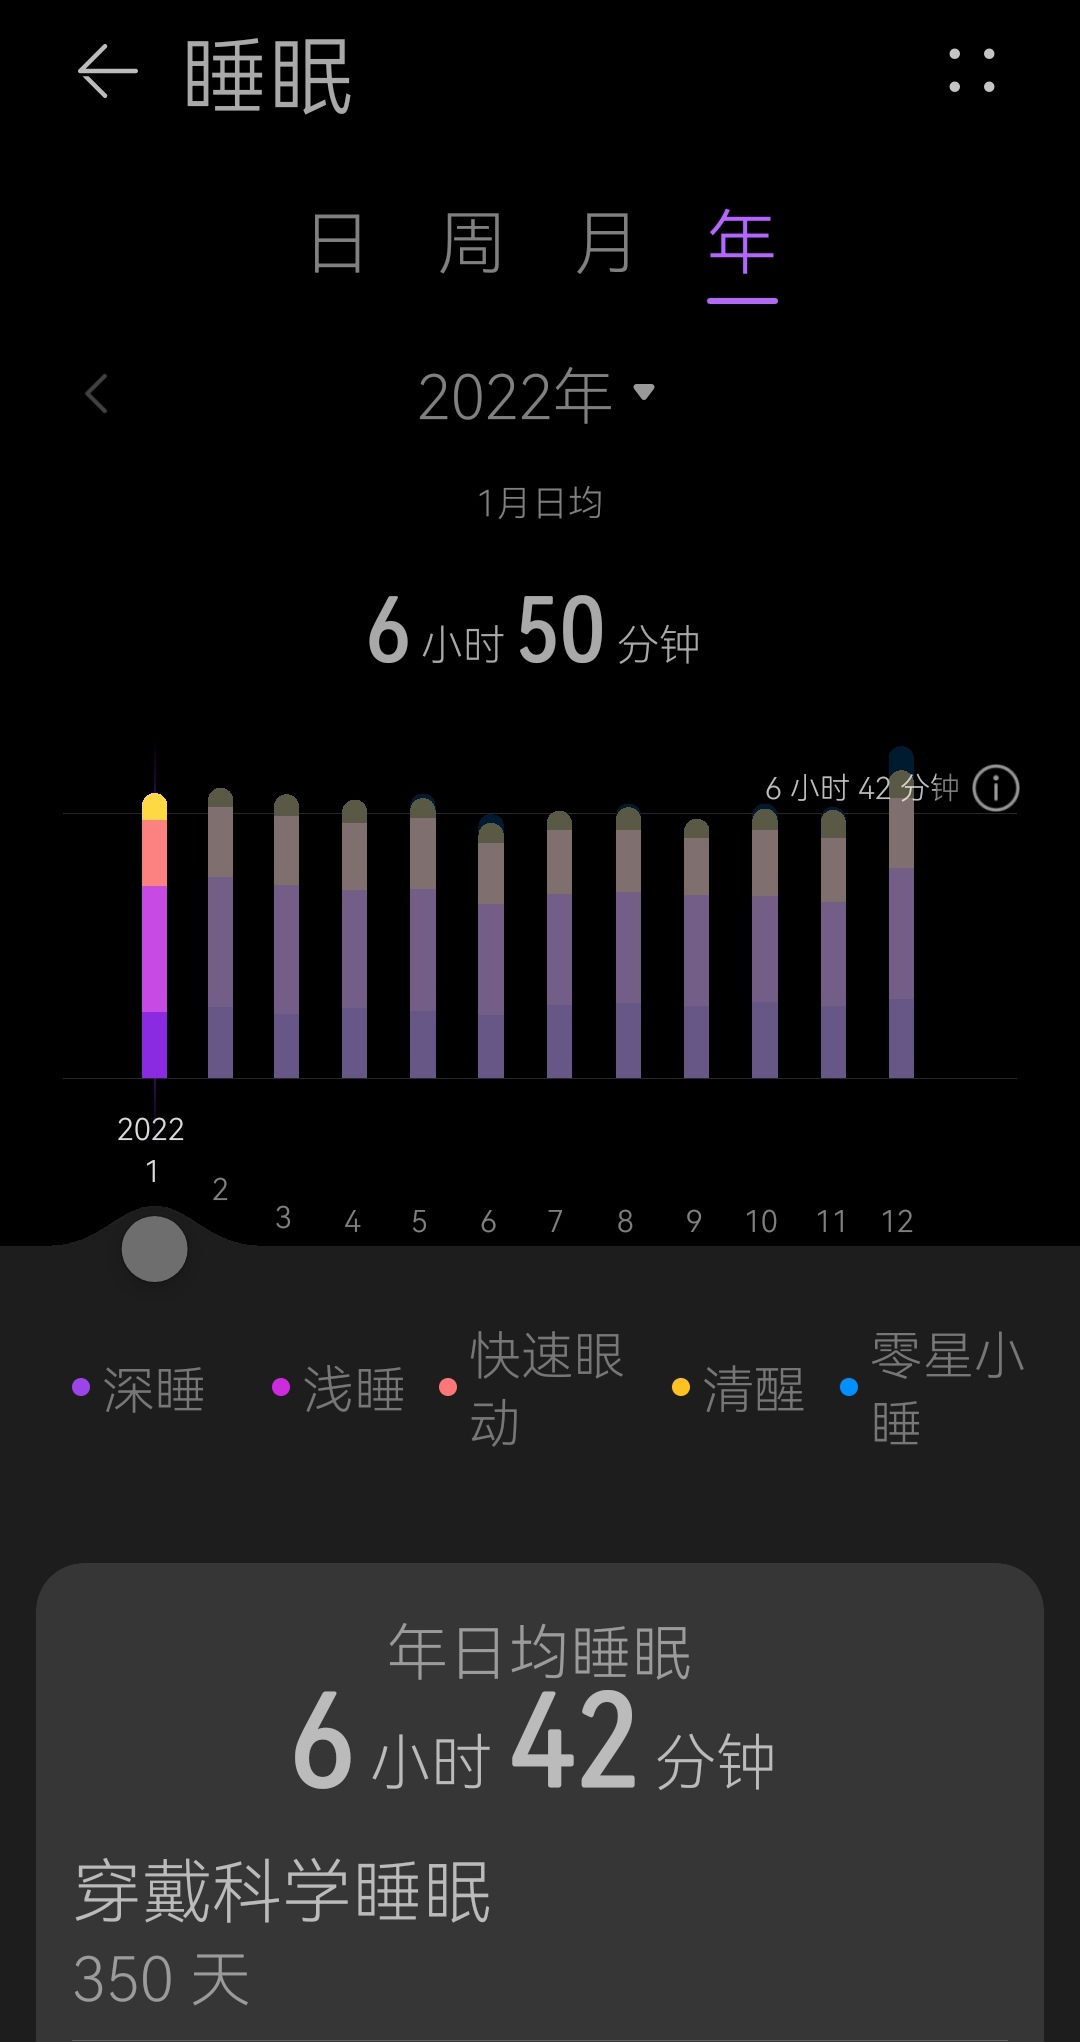 睡眠
日 周 月 年
2022年
1月日均
6 小时 50 分钟
6 小时 42 分钟
2022
1 2 3 4 5 6 7 8 9 10 11 12
深睡 浅睡 快速眼动 清醒 零星小睡
年日均睡眠
6 小时 42 分钟
穿戴科学睡眠
350 天